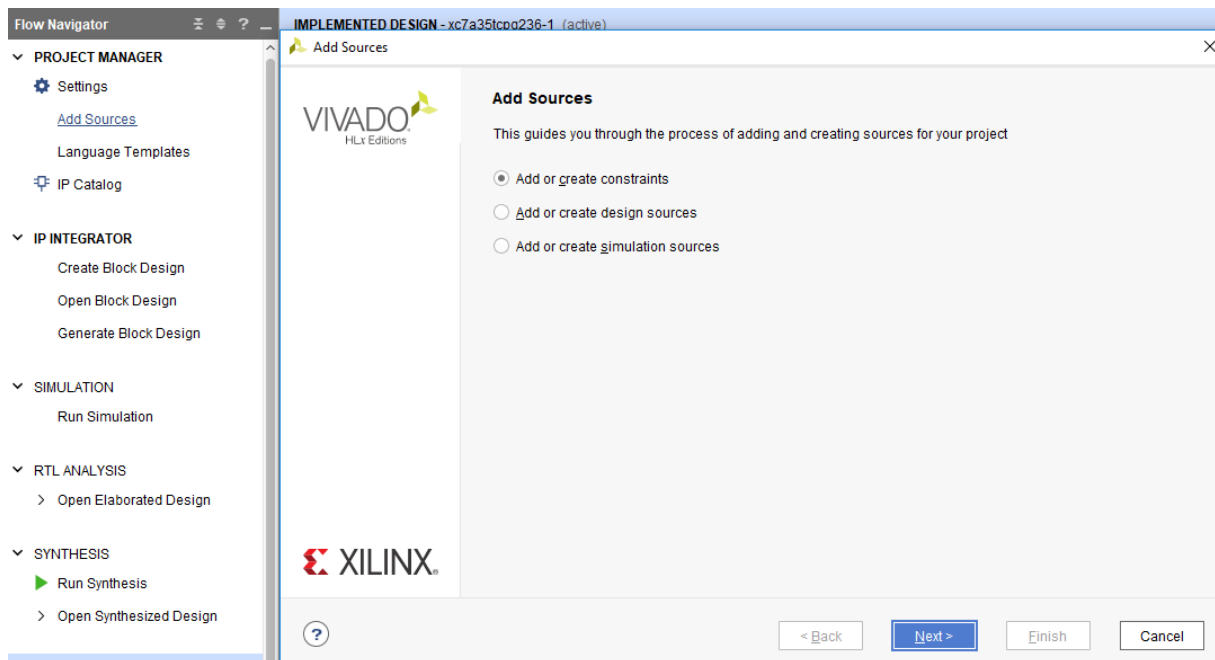 Flow Navigator
? _
PROJECT MANAGER
Settings
Add Sources
Language Templates
IP Catalog
IP INTEGRATOR
Create Block Design
Open Block Design
Generate Block Design
SIMULATION
Run Simulation
RTL ANALYSIS
Open Elaborated Design
SYNTHESIS
Run Synthesis
Open Synthesized Design
IMPLEMENTED DESIGN - xc7a35tcpg236-1 (active)
Add Sources
VIVADO.
HLx Editions
Add Sources
This guides you through the process of adding and creating sources for your project
Add or create constraints
Add or create design sources
Add or create simulation sources
XILINX®
?
< Back
Next >
Finish
Cancel